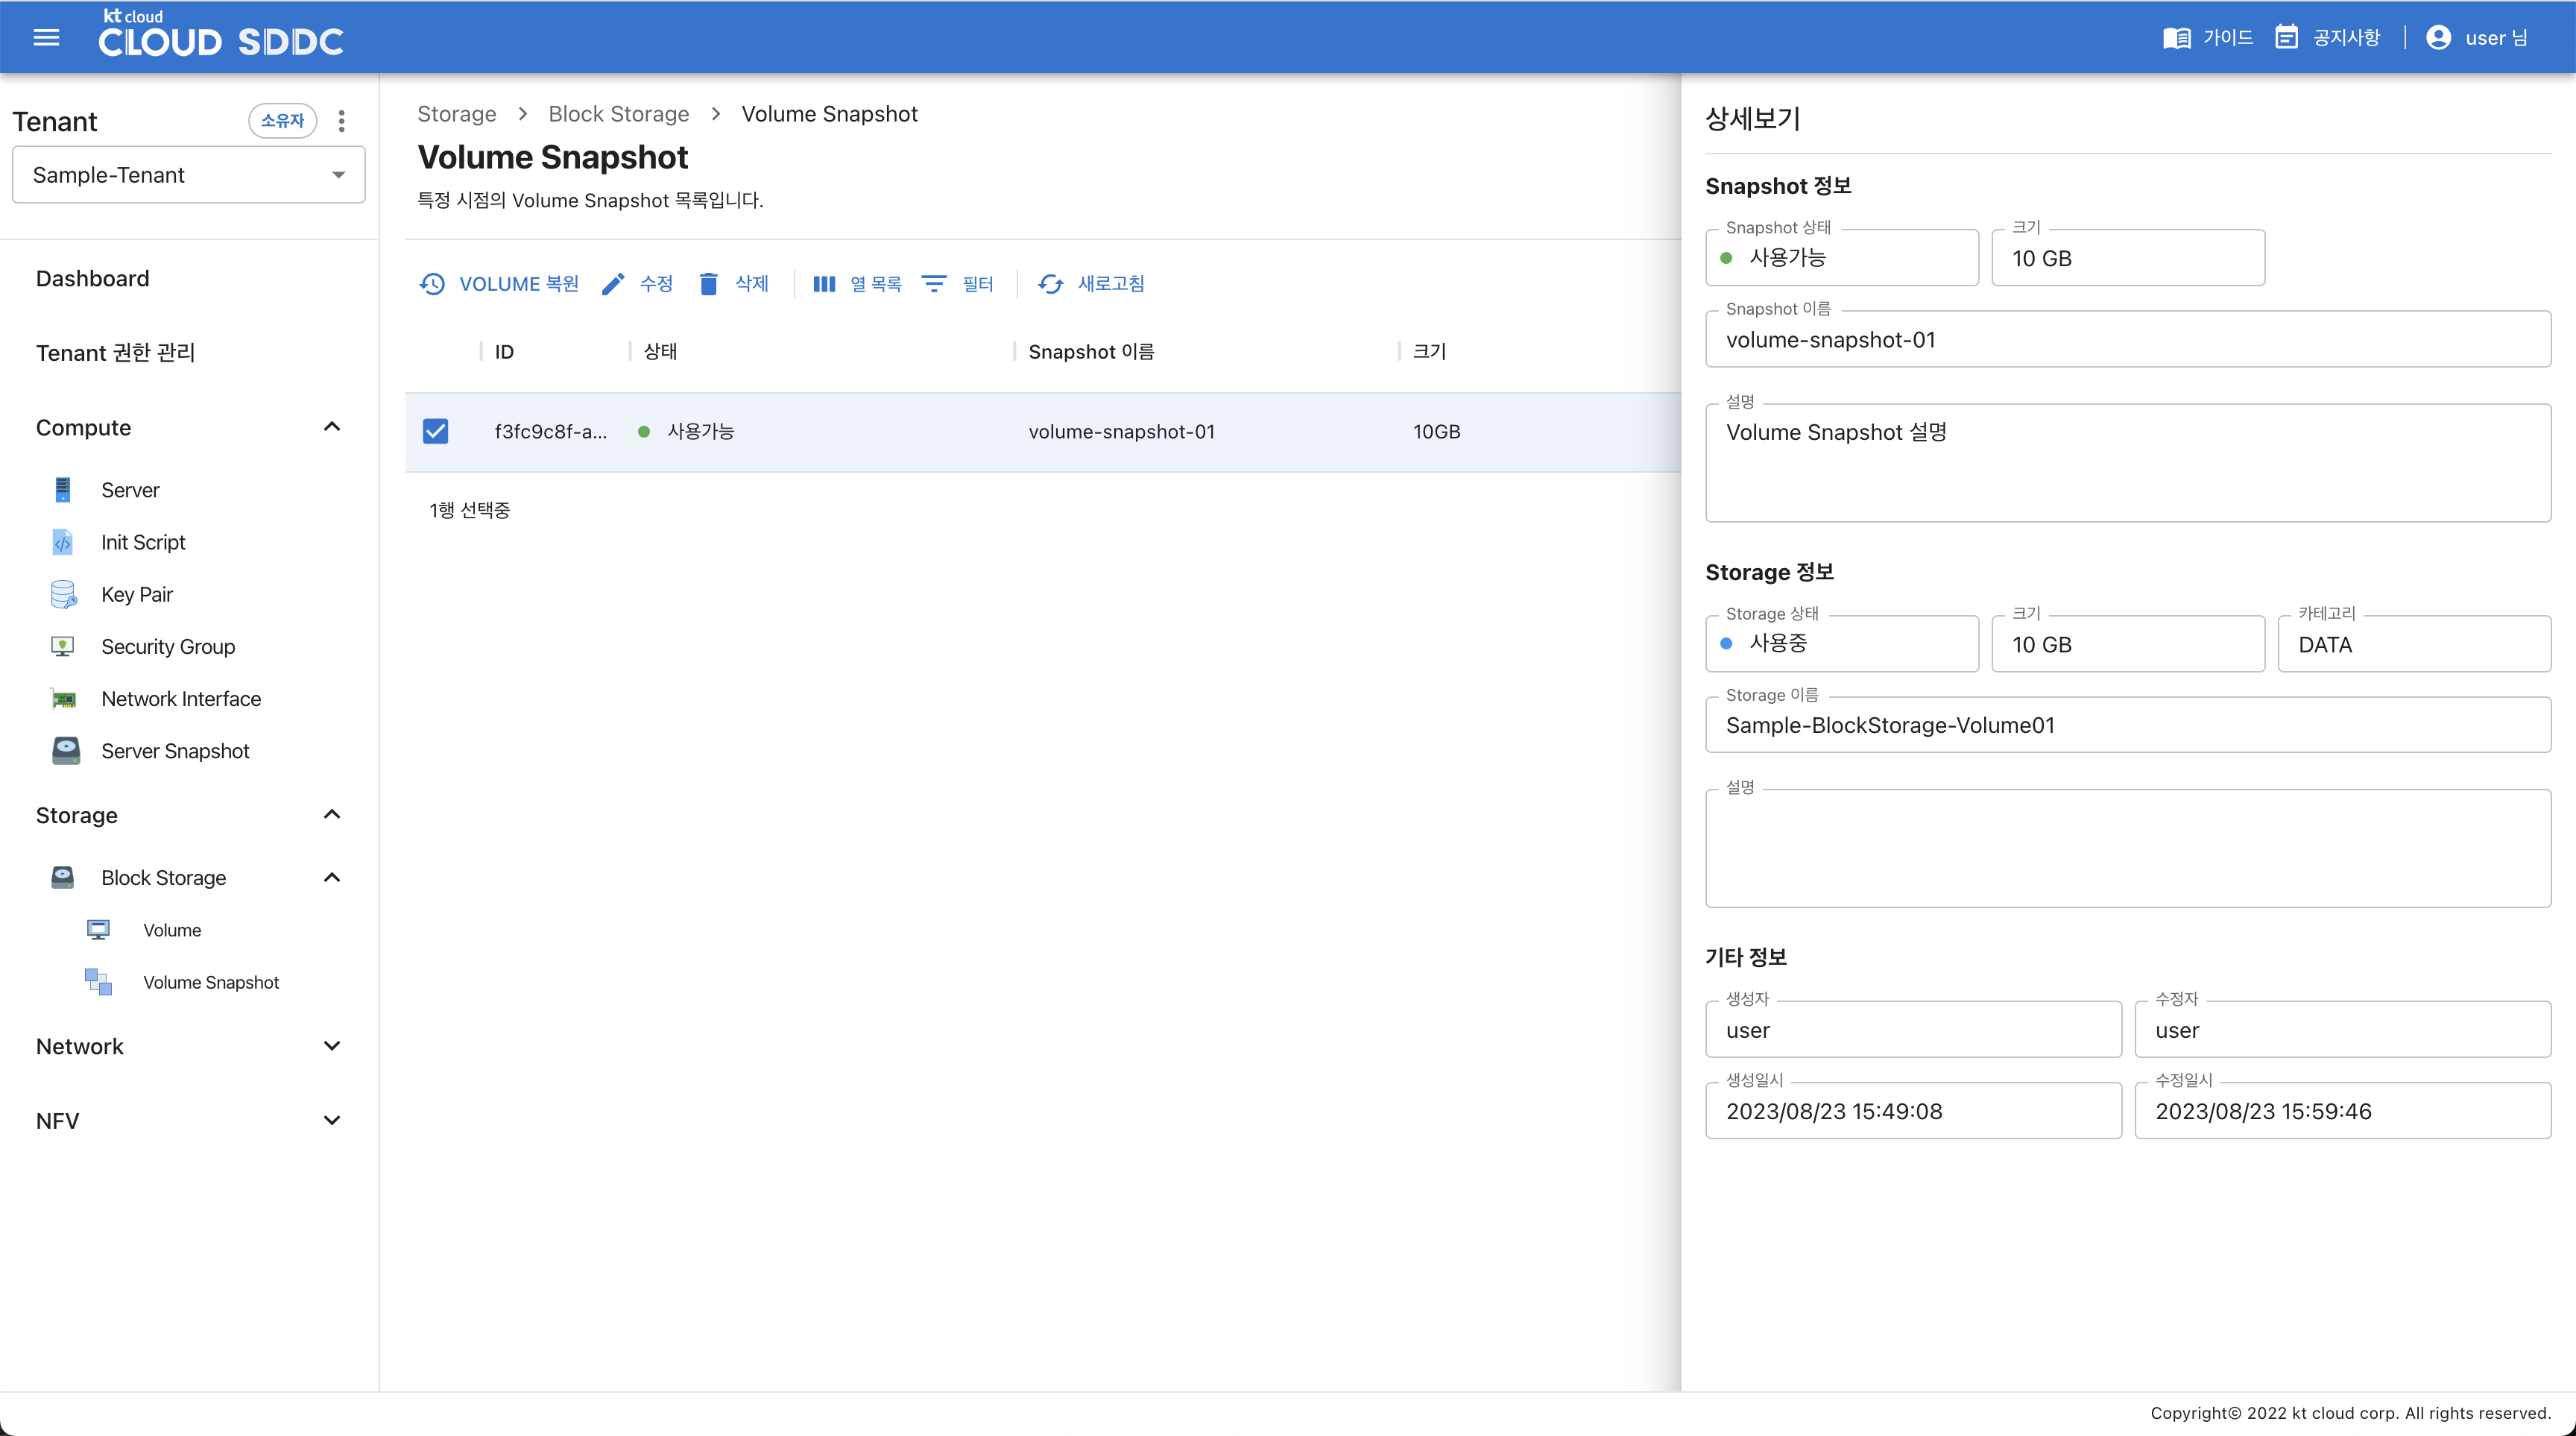 kt cloud
CLOUD SDDC
가이드
공지사항
user 님
Tenant
소유자
Sample-Tenant
Dashboard
Tenant 권한 관리
Compute
Server
Init Script
Key Pair
Security Group
Network Interface
Server Snapshot
Storage
Block Storage
Volume
Volume Snapshot
Network
NFV
Storage > Block Storage > Volume Snapshot
Volume Snapshot
특정 시점의 Volume Snapshot 목록입니다.
VOLUME 복원
수정
삭제
열 목록
필터
새로고침
ID 상태 Snapshot 이름 크기
f3fc9c8f-a... 사용가능 volume-snapshot-01 10GB
1행 선택중
상세보기
Snapshot 정보
Snapshot 상태
사용가능
크기
10 GB
Snapshot 이름
volume-snapshot-01
설명
Volume Snapshot 설명
Storage 정보
Storage 상태
사용중
크기
10 GB
카테고리
DATA
Storage 이름
Sample-BlockStorage-Volume01
설명
기타 정보
생성자
user
수정자
user
생성일시
2023/08/23 15:49:08
수정일시
2023/08/23 15:59:46
Copyright© 2022 kt cloud corp. All rights reserved.